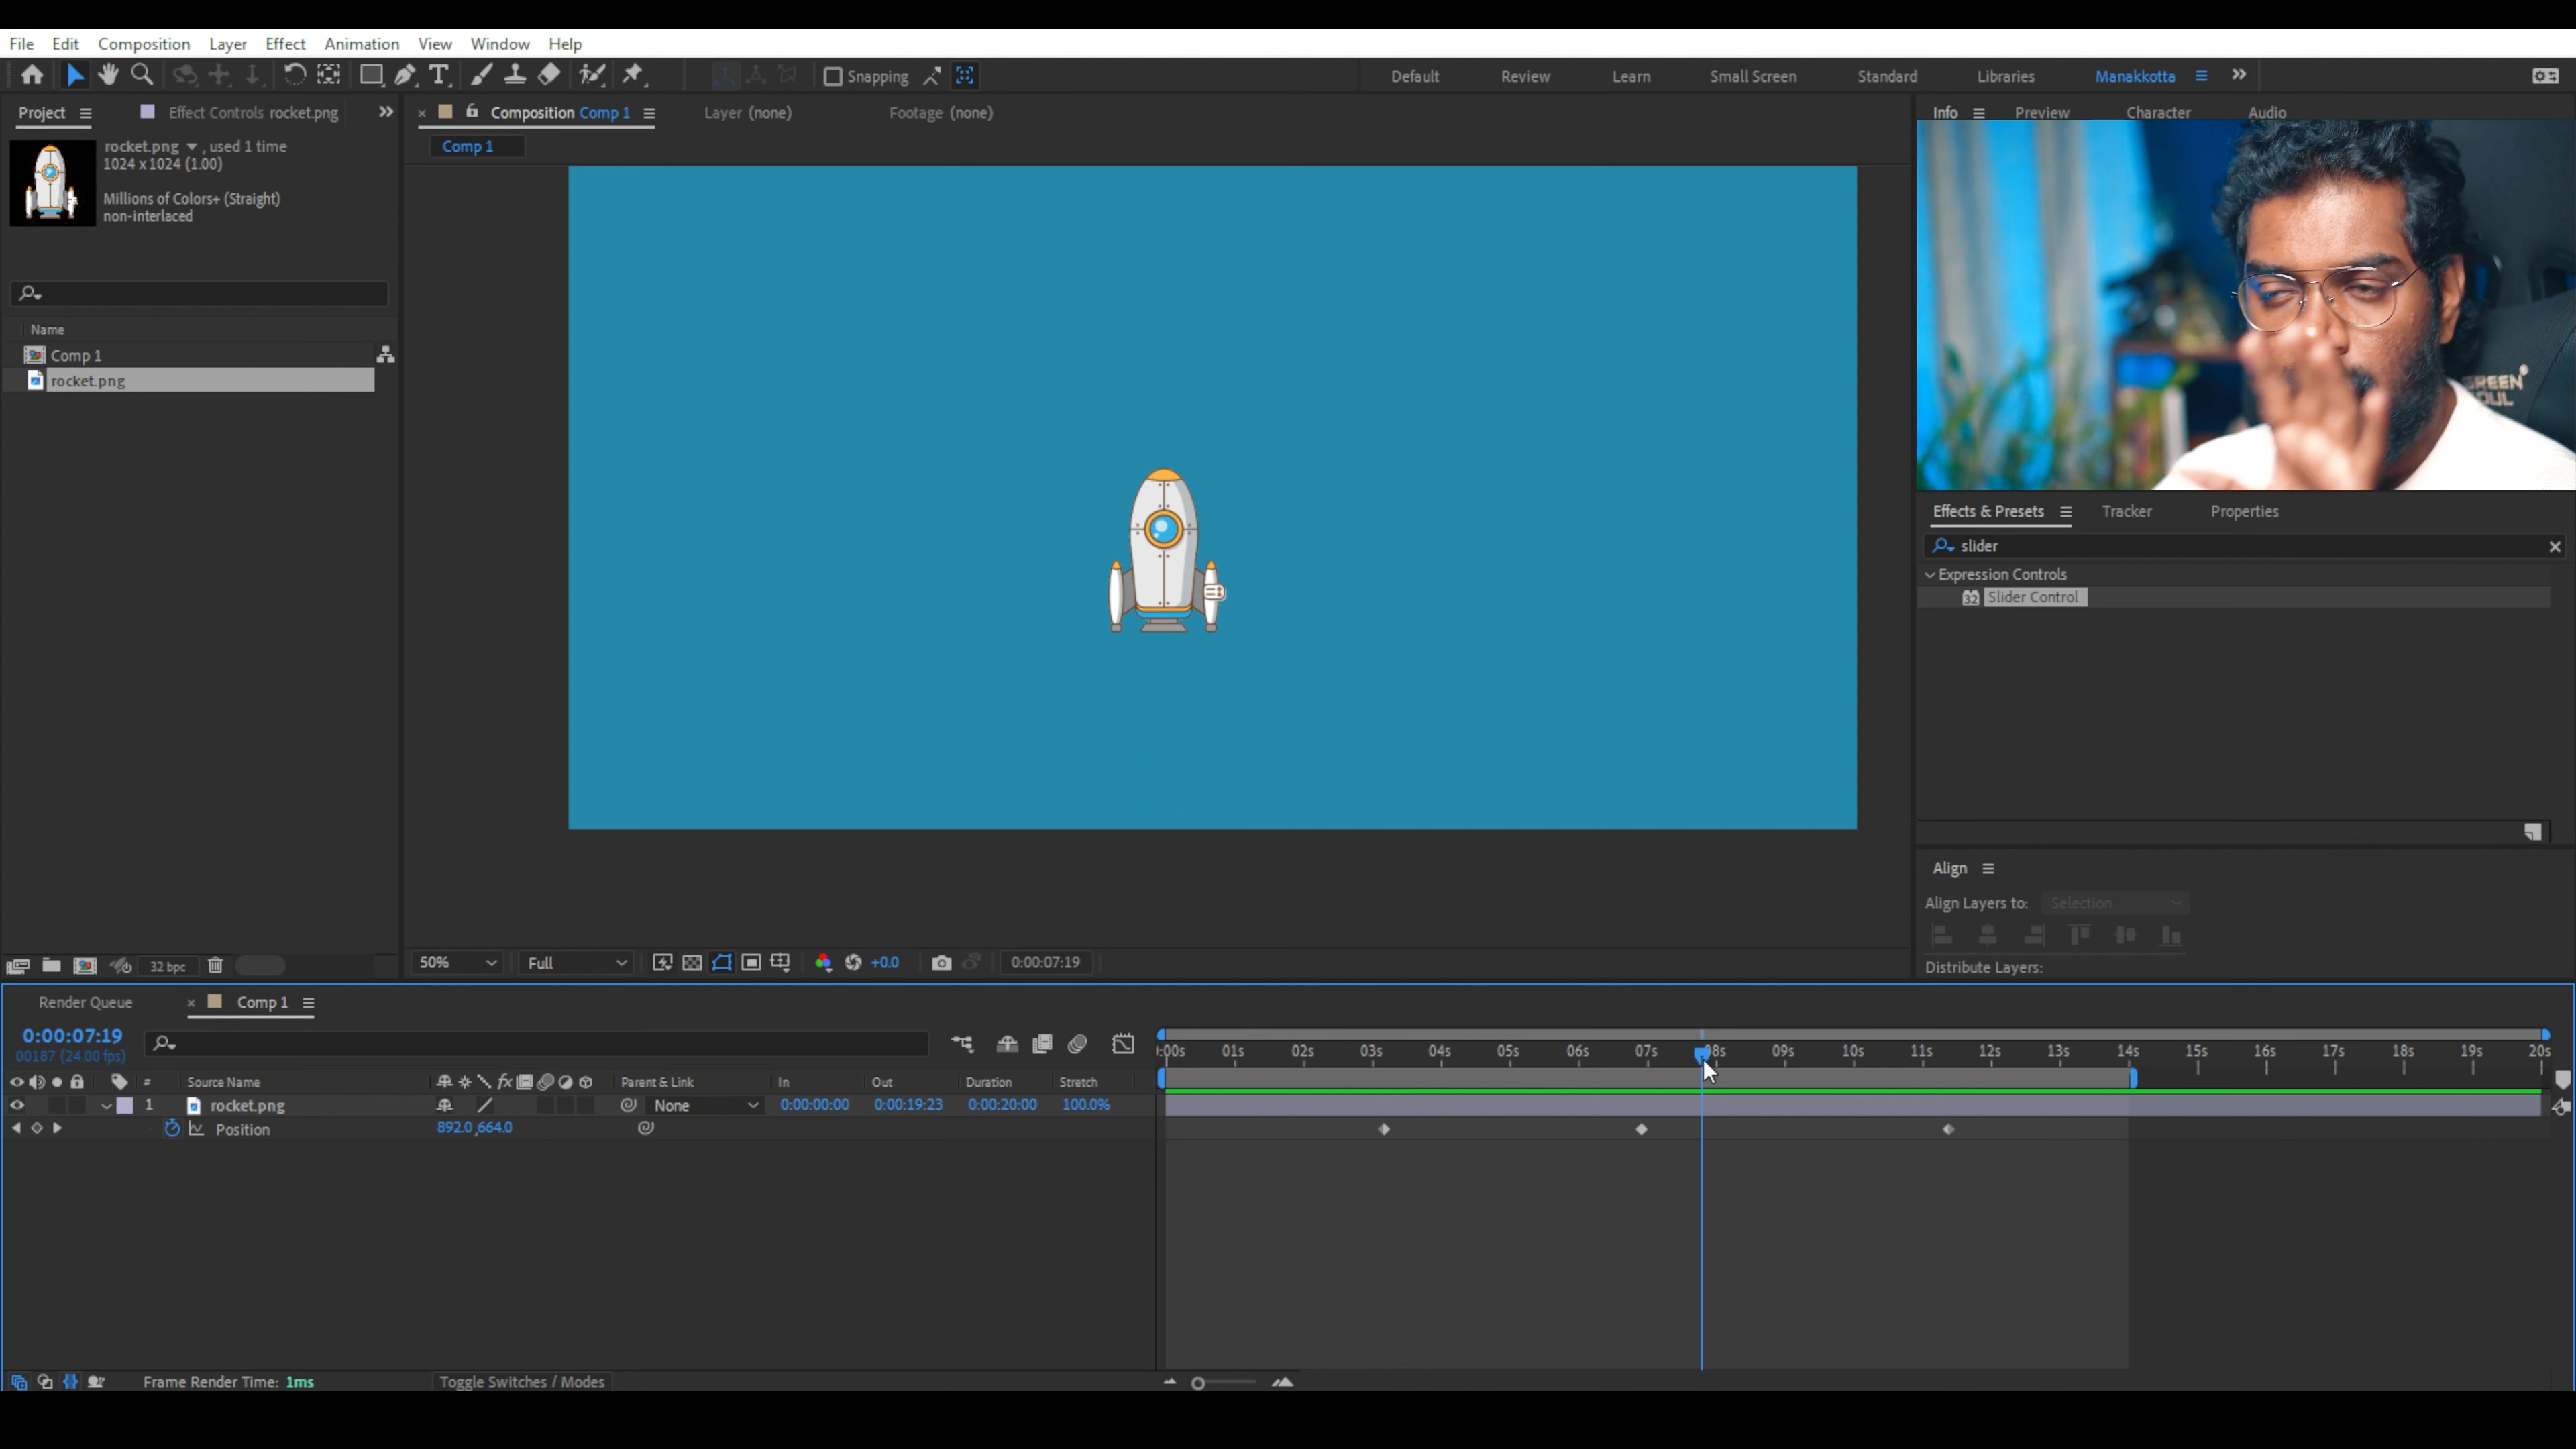 File Edit Composition Layer Effect Animation View Window Help
Snapping Default Review Learn Small Screen Standard Libraries Manakkotta
Project Effect Controls rocket.png Composition Comp 1 Layer (none) Footage (none) Info Preview Character Audio
Comp 1
rocket.png , used 1 time
1024 x 1024 (1.00)
Millions of Colors+ (Straight)
non-interlaced
Name
Comp 1
rocket.png
GREEN
SOUL
Effects & Presets Tracker Properties
slider
Expression Controls
32 Slider Control
Align
Align Layers to: Selection
Distribute Layers:
32 bpc 50% Full +0.0 0:00:07:19
Render Queue Comp 1
0:00:07:19
00187 (24.00 fps)
:00s 01s 02s 03s 04s 05s 06s 07s 08s 09s 10s 11s 12s 13s 14s 15s 16s 17s 18s 19s 20s
# Source Name fx Parent & Link In Out Duration Stretch
1 rocket.png None 0:00:00:00 0:00:19:23 0:00:20:00 100.0%
Position 892.0,664.0
Frame Render Time: 1ms Toggle Switches / Modes